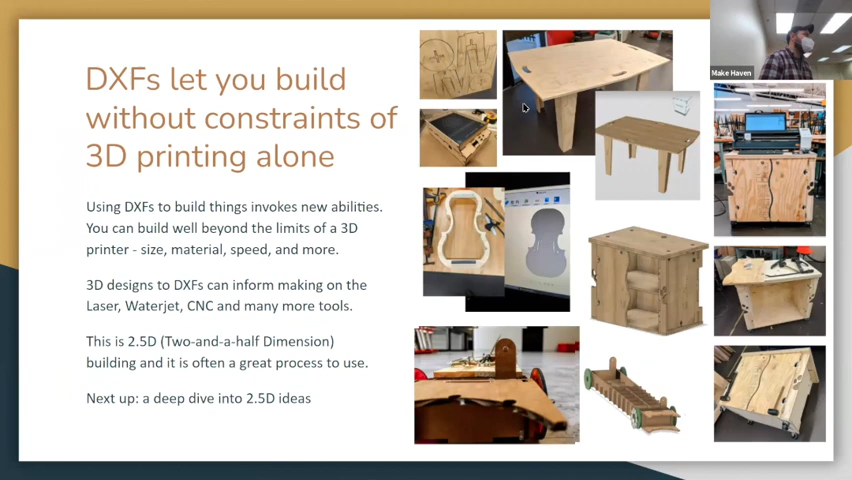 DXFs let you build
without constraints of
3D printing alone
Using DXFs to build things invokes new abilities.
You can build well beyond the limits of a 3D
printer - size, material, speed, and more.
3D designs to DXFs can inform making on the
Laser, Waterjet, CNC and many more tools.
This is 2.5D (Two-and-a-half Dimension)
building and it is often a great process to use.
Next up: a deep dive into 2.5D ideas
Make Haven